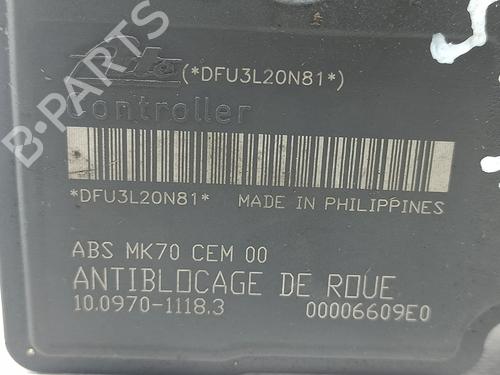 Ate (*DFU3L20N81*)
Controller
B-PARTS
*DFU3L20N81* MADE IN PHILIPPINES
ABS MK70 CEM 00
ANTIBLOCAGE DE ROUE
10.0970-1118.3 00006609E0